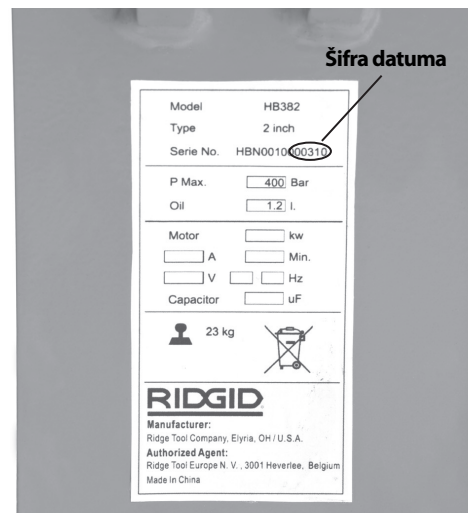 Šifra datuma
Model HB382
Type 2 inch
Serie No. HBN0010000310
P Max. 400 Bar
Oil 1.2 l.
Motor kw
A Min.
V Hz
Capacitor uF
23 kg
RIDGID
Manufacturer:
Ridge Tool Company, Elyria, OH / U.S.A.
Authorized Agent:
Ridge Tool Europe N. V. , 3001 Heverlee, Belgium
Made In China